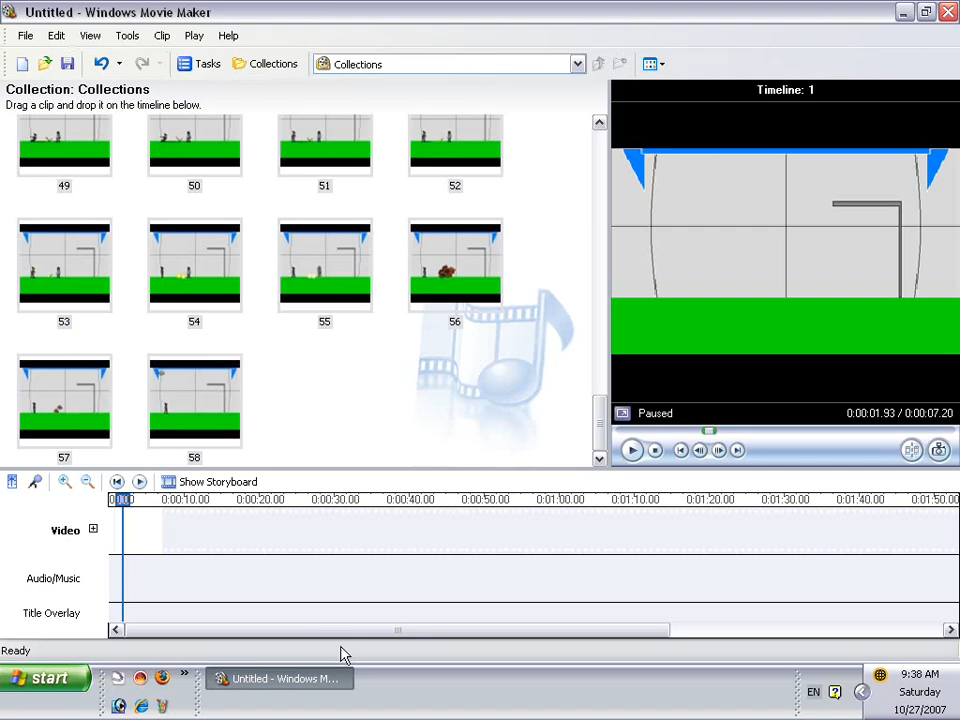 Untitled - Windows Movie Maker
File Edit View Tools Clip Play Help
Tasks Collections Collections
Collection: Collections
Drag a clip and drop it on the timeline below.
Timeline: 1
49 50 51 52
53 54 55 56
57 58
Paused 0:00:01.93 / 0:00:07.20
Show Storyboard
0:00:10.00 0:00:20.00 0:00:30.00 0:00:40.00 0:00:50.00 0:01:00.00 0:01:10.00 0:01:20.00 0:01:30.00 0:01:40.00 0:01:50.00
Video
Audio/Music
Title Overlay
Ready
start Untitled - Windows M... EN 9:38 AM
Saturday
10/27/2007